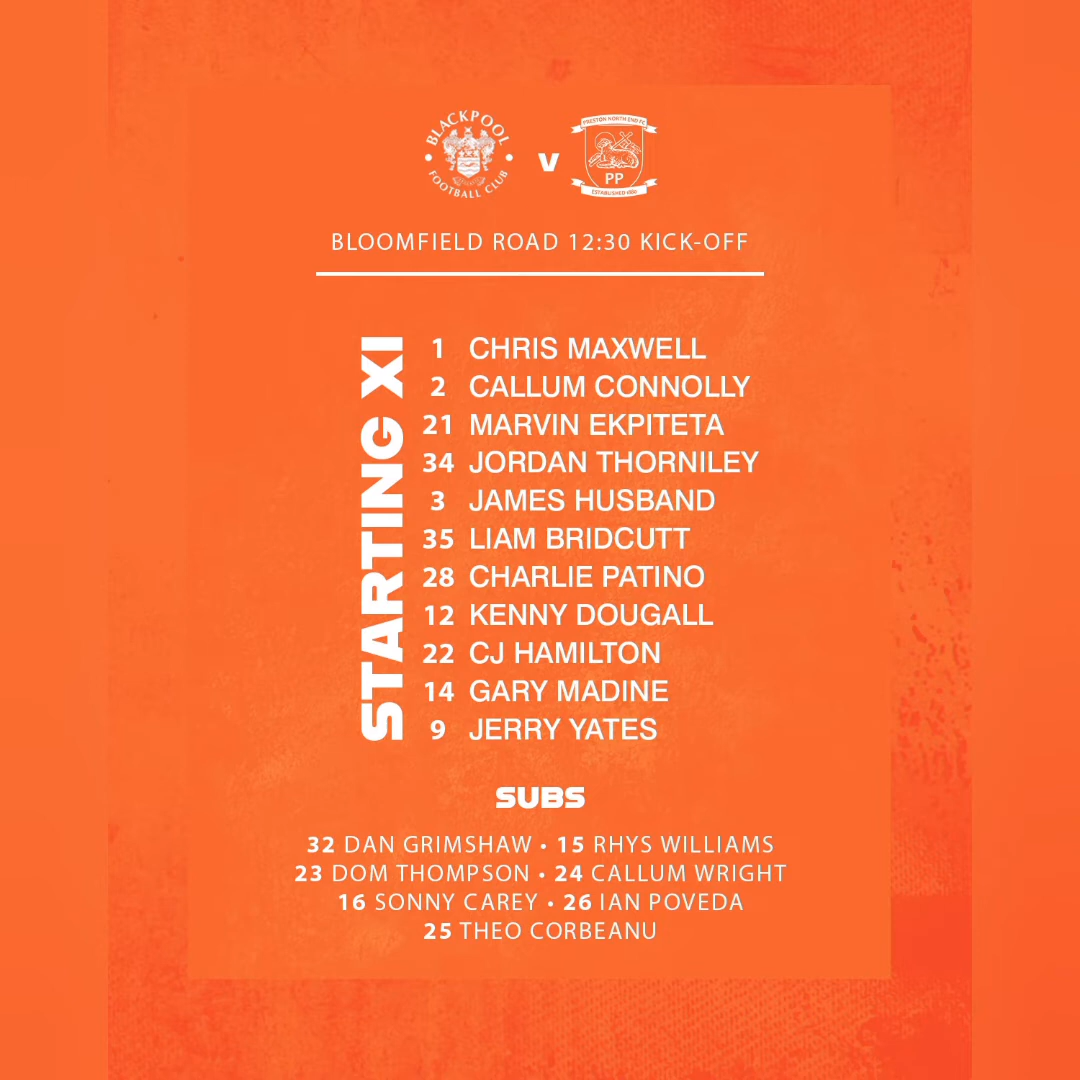 BLACKPOOL
FOOTBALL CLUB
V
PRESTON NORTH END FC
PP
ESTABLISHED 1880
BLOOMFIELD ROAD 12:30 KICK-OFF
STARTING XI
1 CHRIS MAXWELL
2 CALLUM CONNOLLY
21 MARVIN EKPITETA
34 JORDAN THORNILEY
3 JAMES HUSBAND
35 LIAM BRIDCUTT
28 CHARLIE PATINO
12 KENNY DOUGALL
22 CJ HAMILTON
14 GARY MADINE
9 JERRY YATES
SUBS
32 DAN GRIMSHAW • 15 RHYS WILLIAMS
23 DOM THOMPSON • 24 CALLUM WRIGHT
16 SONNY CAREY • 26 IAN POVEDA
25 THEO CORBEANU